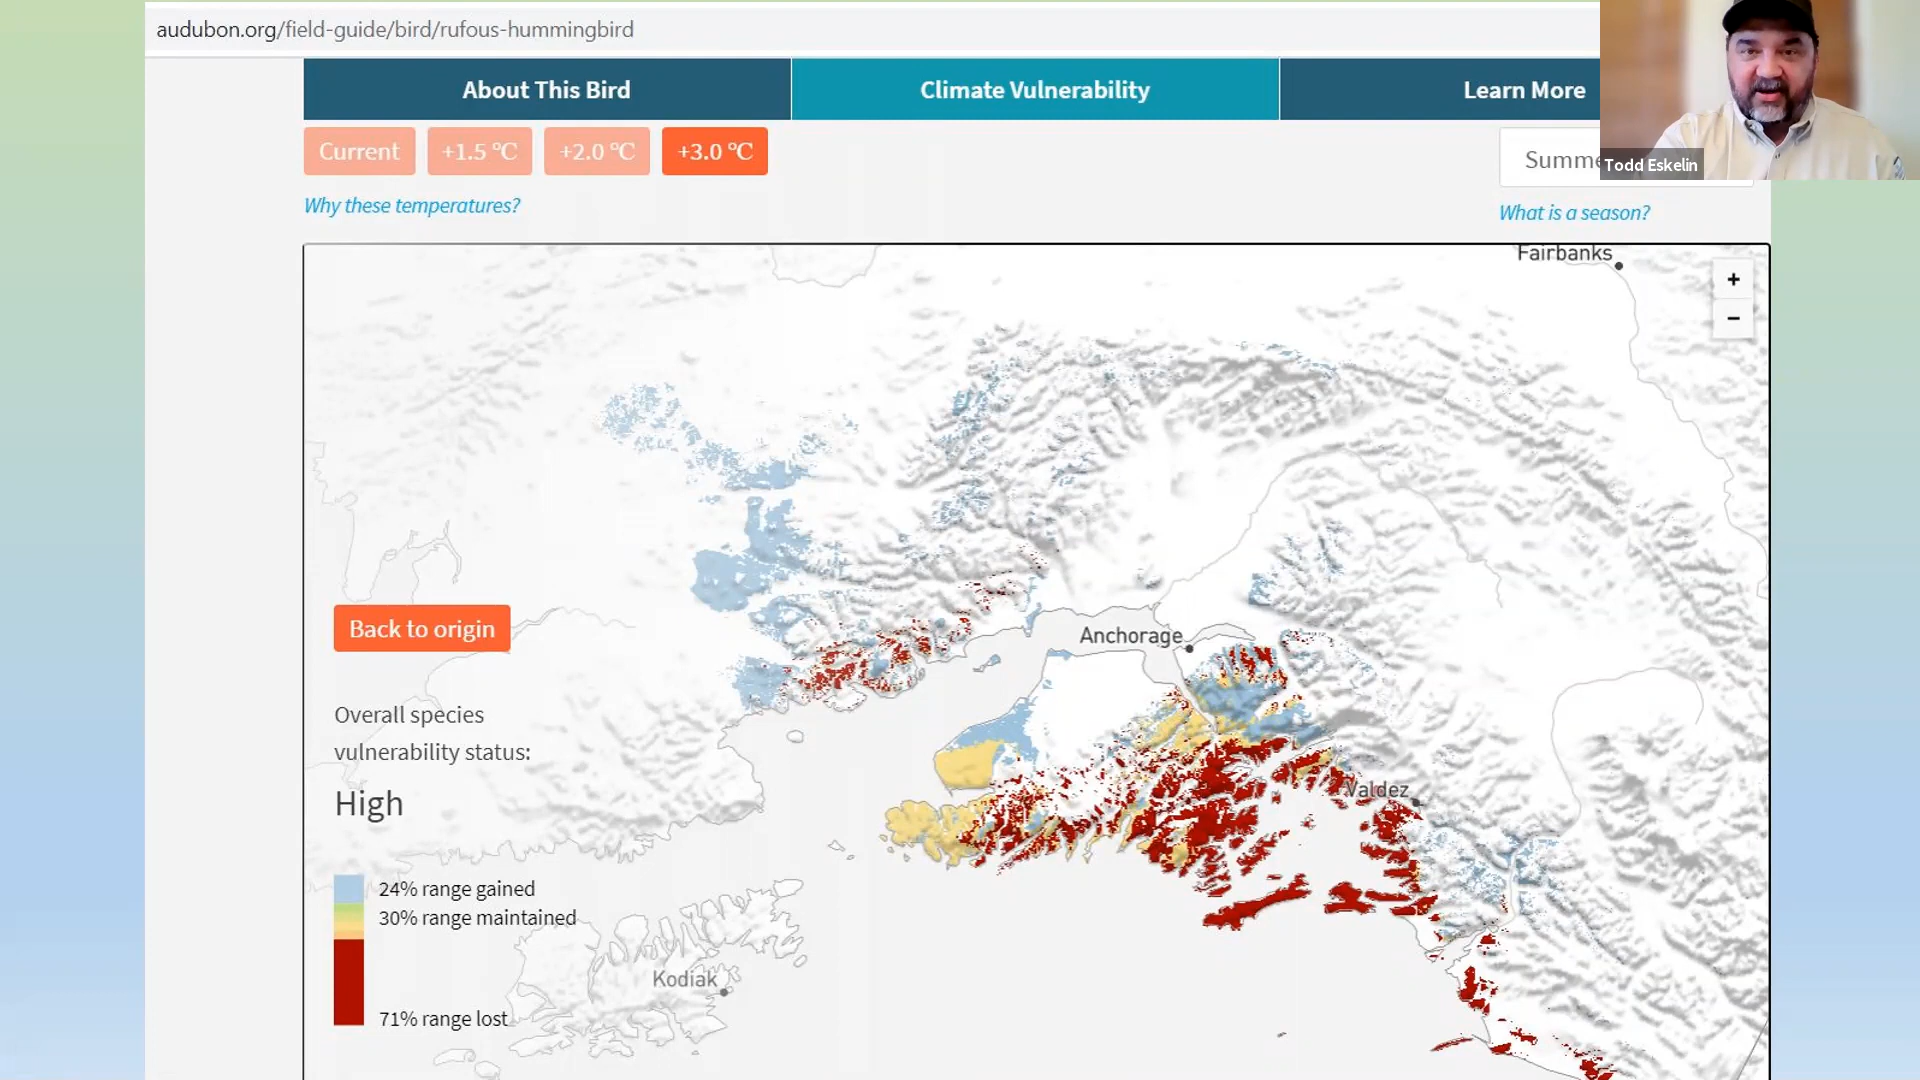 audubon.org/field-guide/bird/rufous-hummingbird
About This Bird
Climate Vulnerability
Learn More
Current
+1.5 ℃
+2.0 ℃
+3.0 ℃
Summe
Todd Eskelin
Why these temperatures?
What is a season?
Fairbanks
+
−
Back to origin
Anchorage
Overall species
vulnerability status:
High
Valdez
24% range gained
30% range maintained
Kodiak
71% range lost